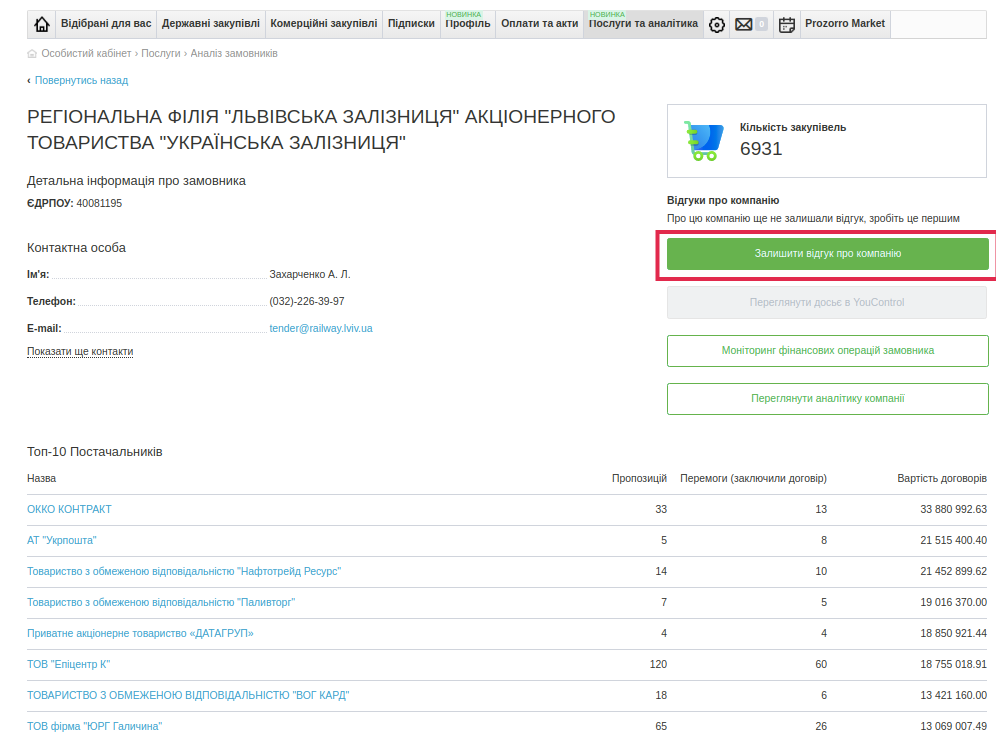 Відібрані для вас
Державні закупівлі
Комерційні закупівлі
Підписки
НОВИНКА
Профіль
Оплати та акти
НОВИНКА
Послуги та аналітика
0
Prozorro Market
Особистий кабінет › Послуги › Аналіз замовників
‹ Повернутись назад
РЕГІОНАЛЬНА ФІЛІЯ "ЛЬВІВСЬКА ЗАЛІЗНИЦЯ" АКЦІОНЕРНОГО
ТОВАРИСТВА "УКРАЇНСЬКА ЗАЛІЗНИЦЯ"
Детальна інформація про замовника
ЄДРПОУ: 40081195
Контактна особа
Ім'я: Захарченко А. Л.
Телефон: (032)-226-39-97
E-mail: tender@railway.lviv.ua
Показати ще контакти
Кількість закупівель
6931
Відгуки про компанію
Про цю компанію ще не залишали відгук, зробіть це першим
Залишити відгук про компанію
Переглянути досьє в YouControl
Моніторинг фінансових операцій замовника
Переглянути аналітику компанії
Топ-10 Постачальників
Назва Пропозицій Перемоги (заключили договір) Вартість договорів
ОККО КОНТРАКТ 33 13 33 880 992.63
АТ "Укрпошта" 5 8 21 515 400.40
Товариство з обмеженою відповідальністю "Нафтотрейд Ресурс" 14 10 21 452 899.62
Товариство з обмеженою відповідальністю "Паливторг" 7 5 19 016 370.00
Приватне акціонерне товариство «ДАТАГРУП» 4 4 18 850 921.44
ТОВ "Епіцентр К" 120 60 18 755 018.91
ТОВАРИСТВО З ОБМЕЖЕНОЮ ВІДПОВІДАЛЬНІСТЮ "ВОГ КАРД" 18 6 13 421 160.00
ТОВ фірма "ЮРГ Галичина" 65 26 13 069 007.49